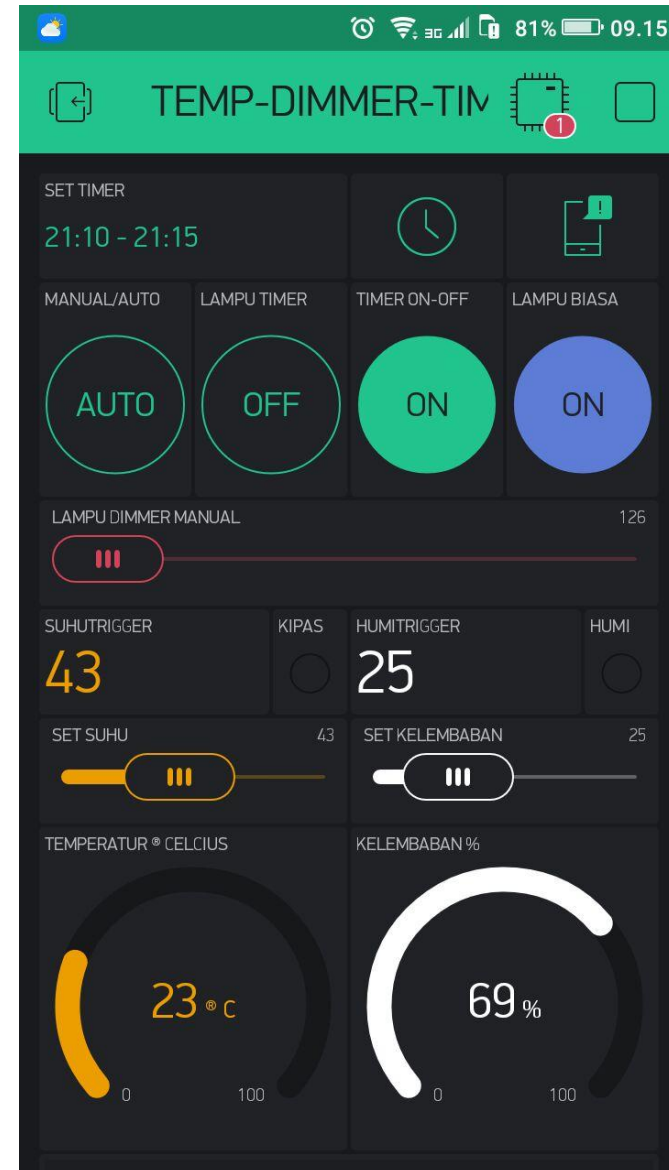 3G 81% 09.15
TEMP-DIMMER-TIM
1
SET TIMER
21:10 - 21:15
!
MANUAL/AUTO LAMPU TIMER TIMER ON-OFF LAMPU BIASA
AUTO OFF ON ON
LAMPU DIMMER MANUAL 126
SUHUTRIGGER KIPAS HUMITRIGGER HUMI
43 25
SET SUHU 43 SET KELEMBABAN 25
TEMPERATUR ® CELCIUS KELEMBABAN %
23 ® C 69 %
0 100 0 100